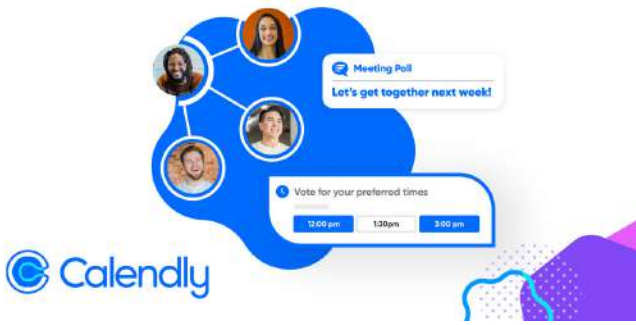 Meeting Poll
Let's get together next week!
Vote for your preferred times
12:00 pm
1:30pm
3:00 pm
Calendly